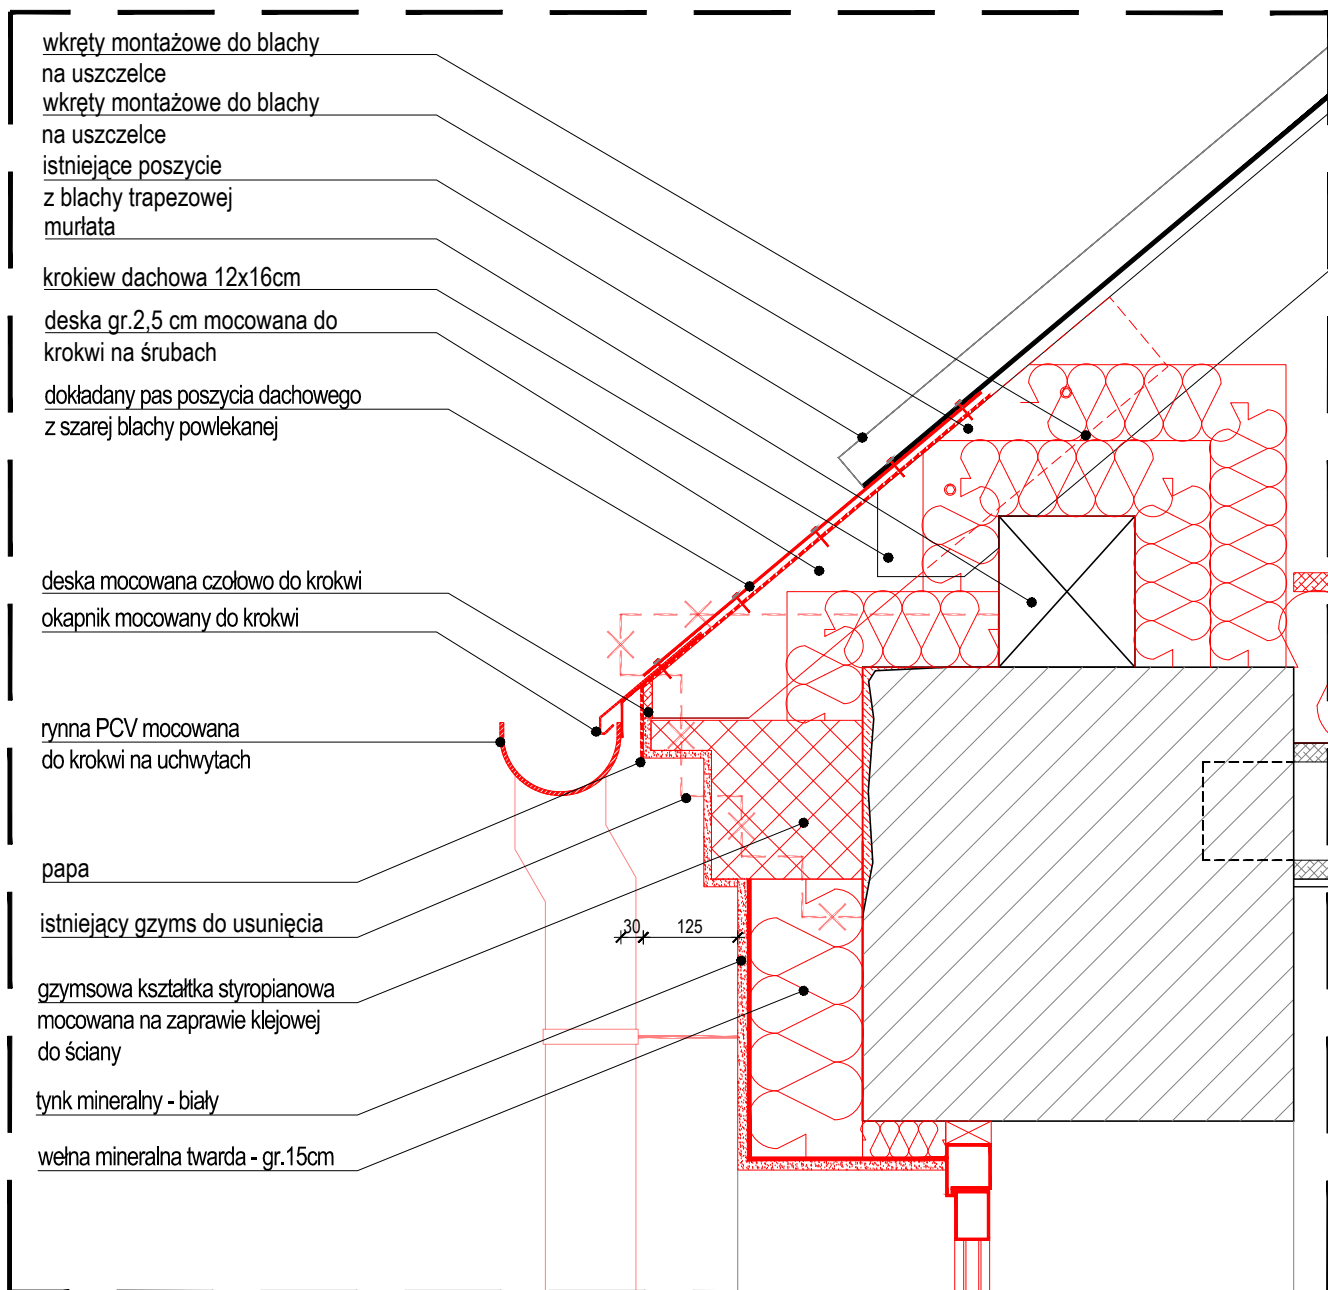 wkręty montażowe do blachy
na uszczelce
wkręty montażowe do blachy
na uszczelce
istniejące poszycie
z blachy trapezowej
murłata
krokiew dachowa 12x16cm
deska gr.2,5 cm mocowana do
krokwi na śrubach
dokładany pas poszycia dachowego
z szarej blachy powlekanej
deska mocowana czołowo do krokwi
okapnik mocowany do krokwi
rynna PCV mocowana
do krokwi na uchwytach
papa
istniejący gzyms do usunięcia
30 125
gzymsowa kształtka styropianowa
mocowana na zaprawie klejowej
do ściany
tynk mineralny - biały
wełna mineralna twarda - gr.15cm